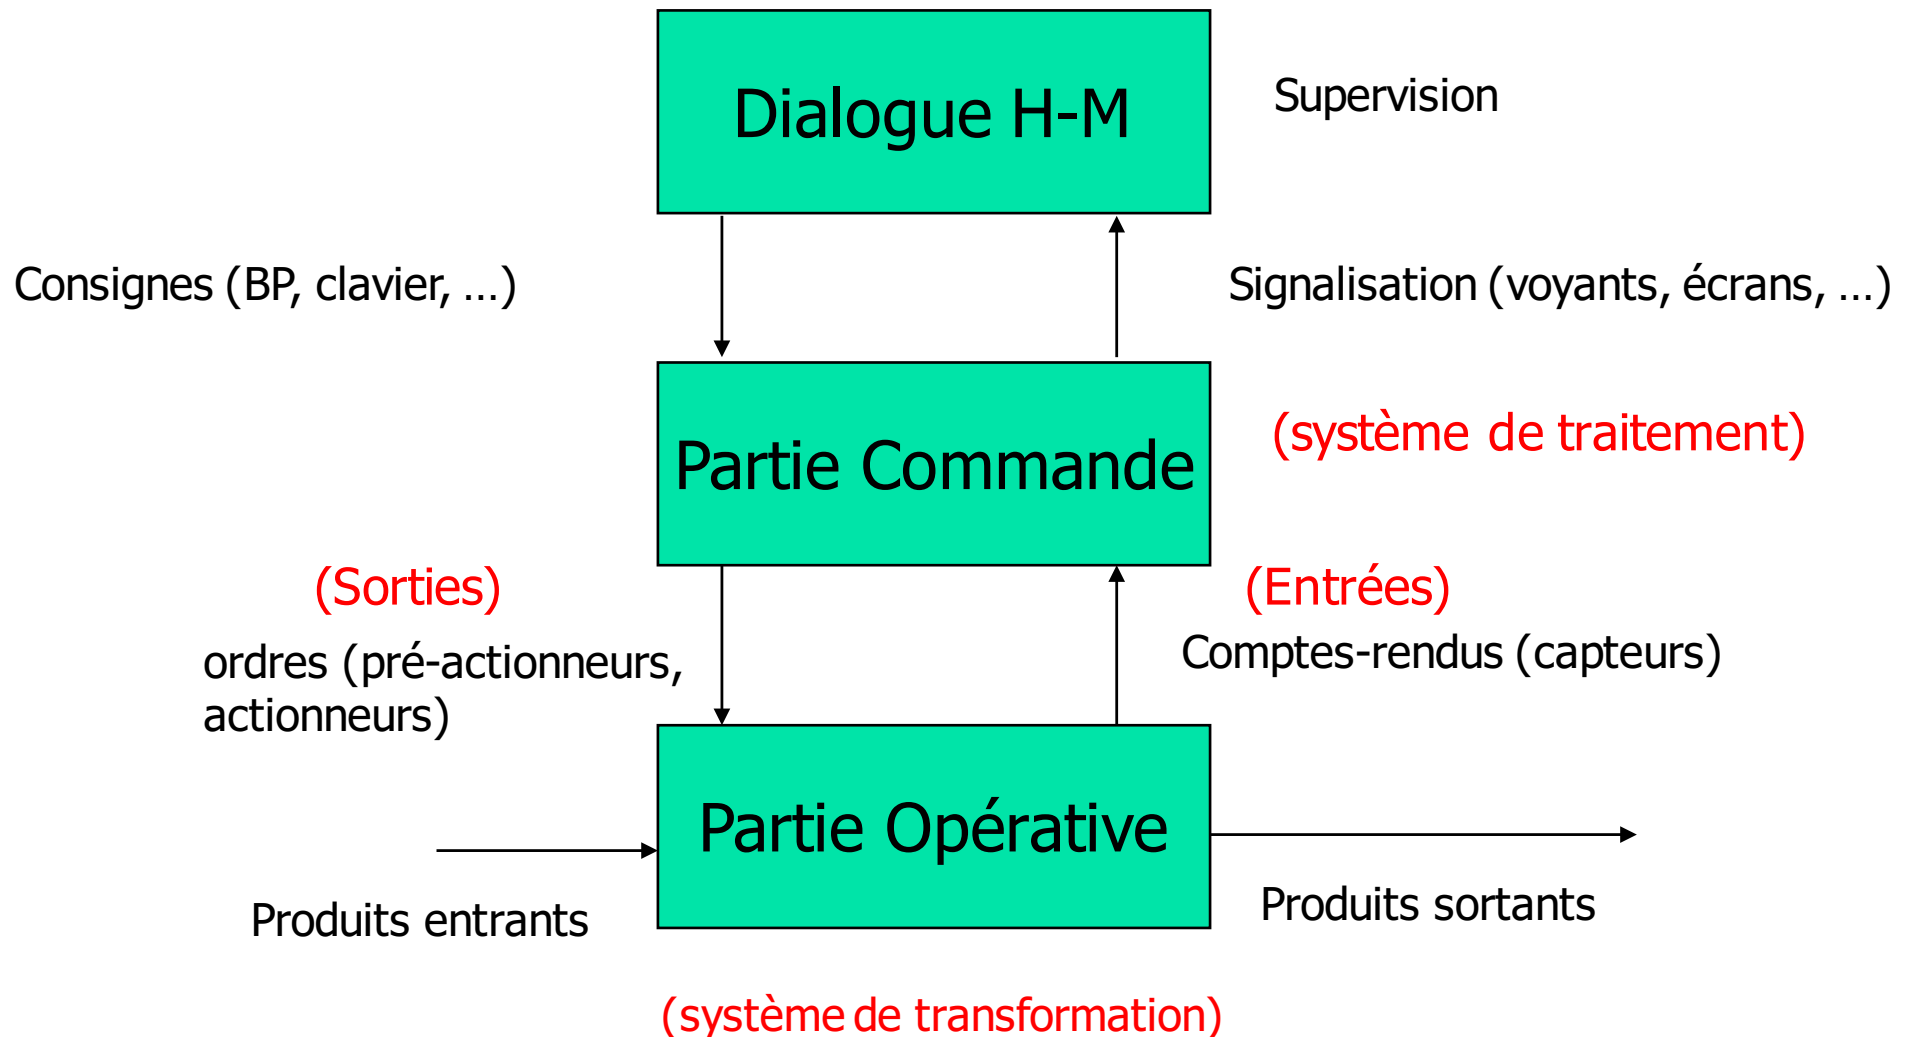 Dialogue H-M
Supervision
Consignes (BP, clavier, ...)
Signalisation (voyants, écrans, ...)
Partie Commande
(système de traitement)
(Sorties)
(Entrées)
ordres (pré-actionneurs,
actionneurs)
Comptes-rendus (capteurs)
Partie Opérative
Produits entrants
Produits sortants
(système de transformation)